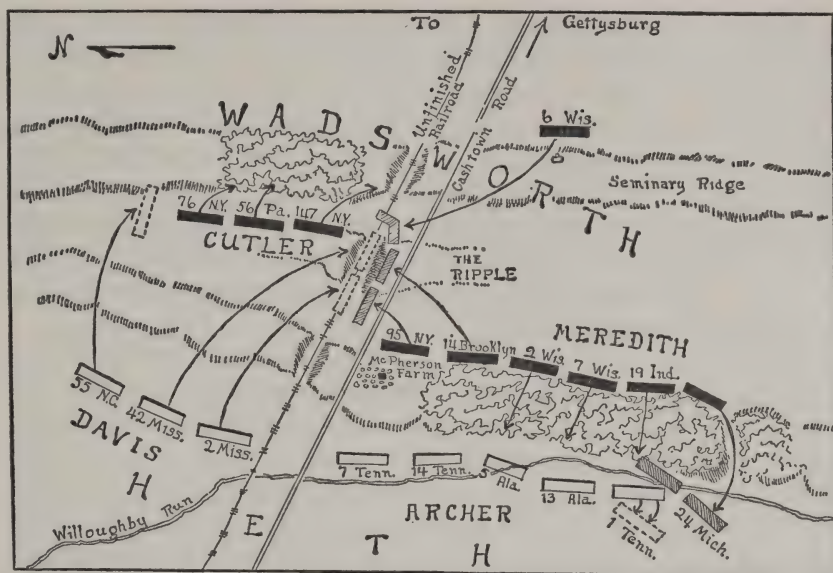 To
Gettysburg
N
Unfinished
Railroad
Cashtown
Road
WADSWORTH
6 Wis.
Seminary Ridge
76 N.Y.
56 Pa.
147 N.Y.
CUTLER
THE
RIPPLE
95 N.Y.
14 Brooklyn
2 Wis.
7 Wis.
19 Ind.
MEREDITH
McPherson
Farm
55 N.C.
42 Miss.
2 Miss.
DAVIS
7 Tenn.
14 Tenn.
5
Ala.
13 Ala.
1 Tenn.
24 Mich.
ARCHER
Willoughby Run
HETH